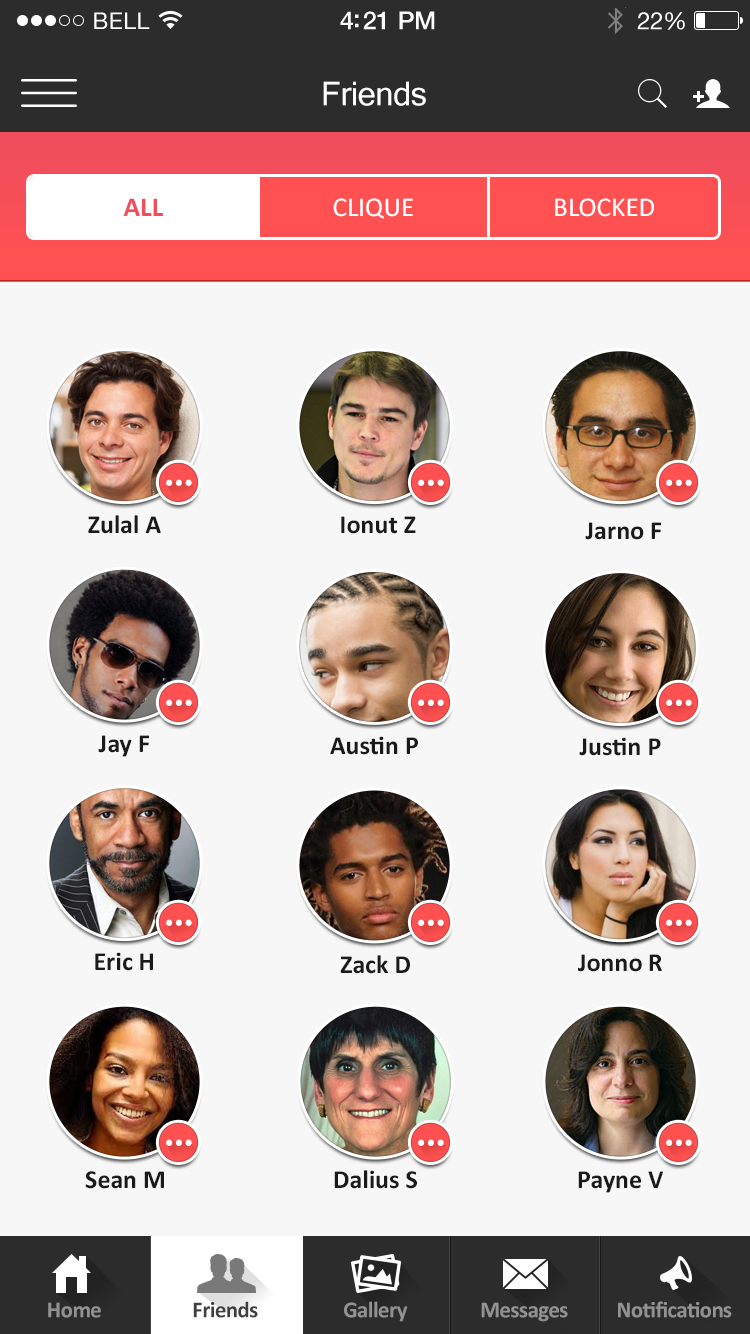 BELL 4:21 PM 22%
Friends
ALL CLIQUE BLOCKED
Zulal A Ionut Z Jarno F
Jay F Austin P Justin P
Eric H Zack D Jonno R
Sean M Dalius S Payne V
Home Friends Gallery Messages Notifications